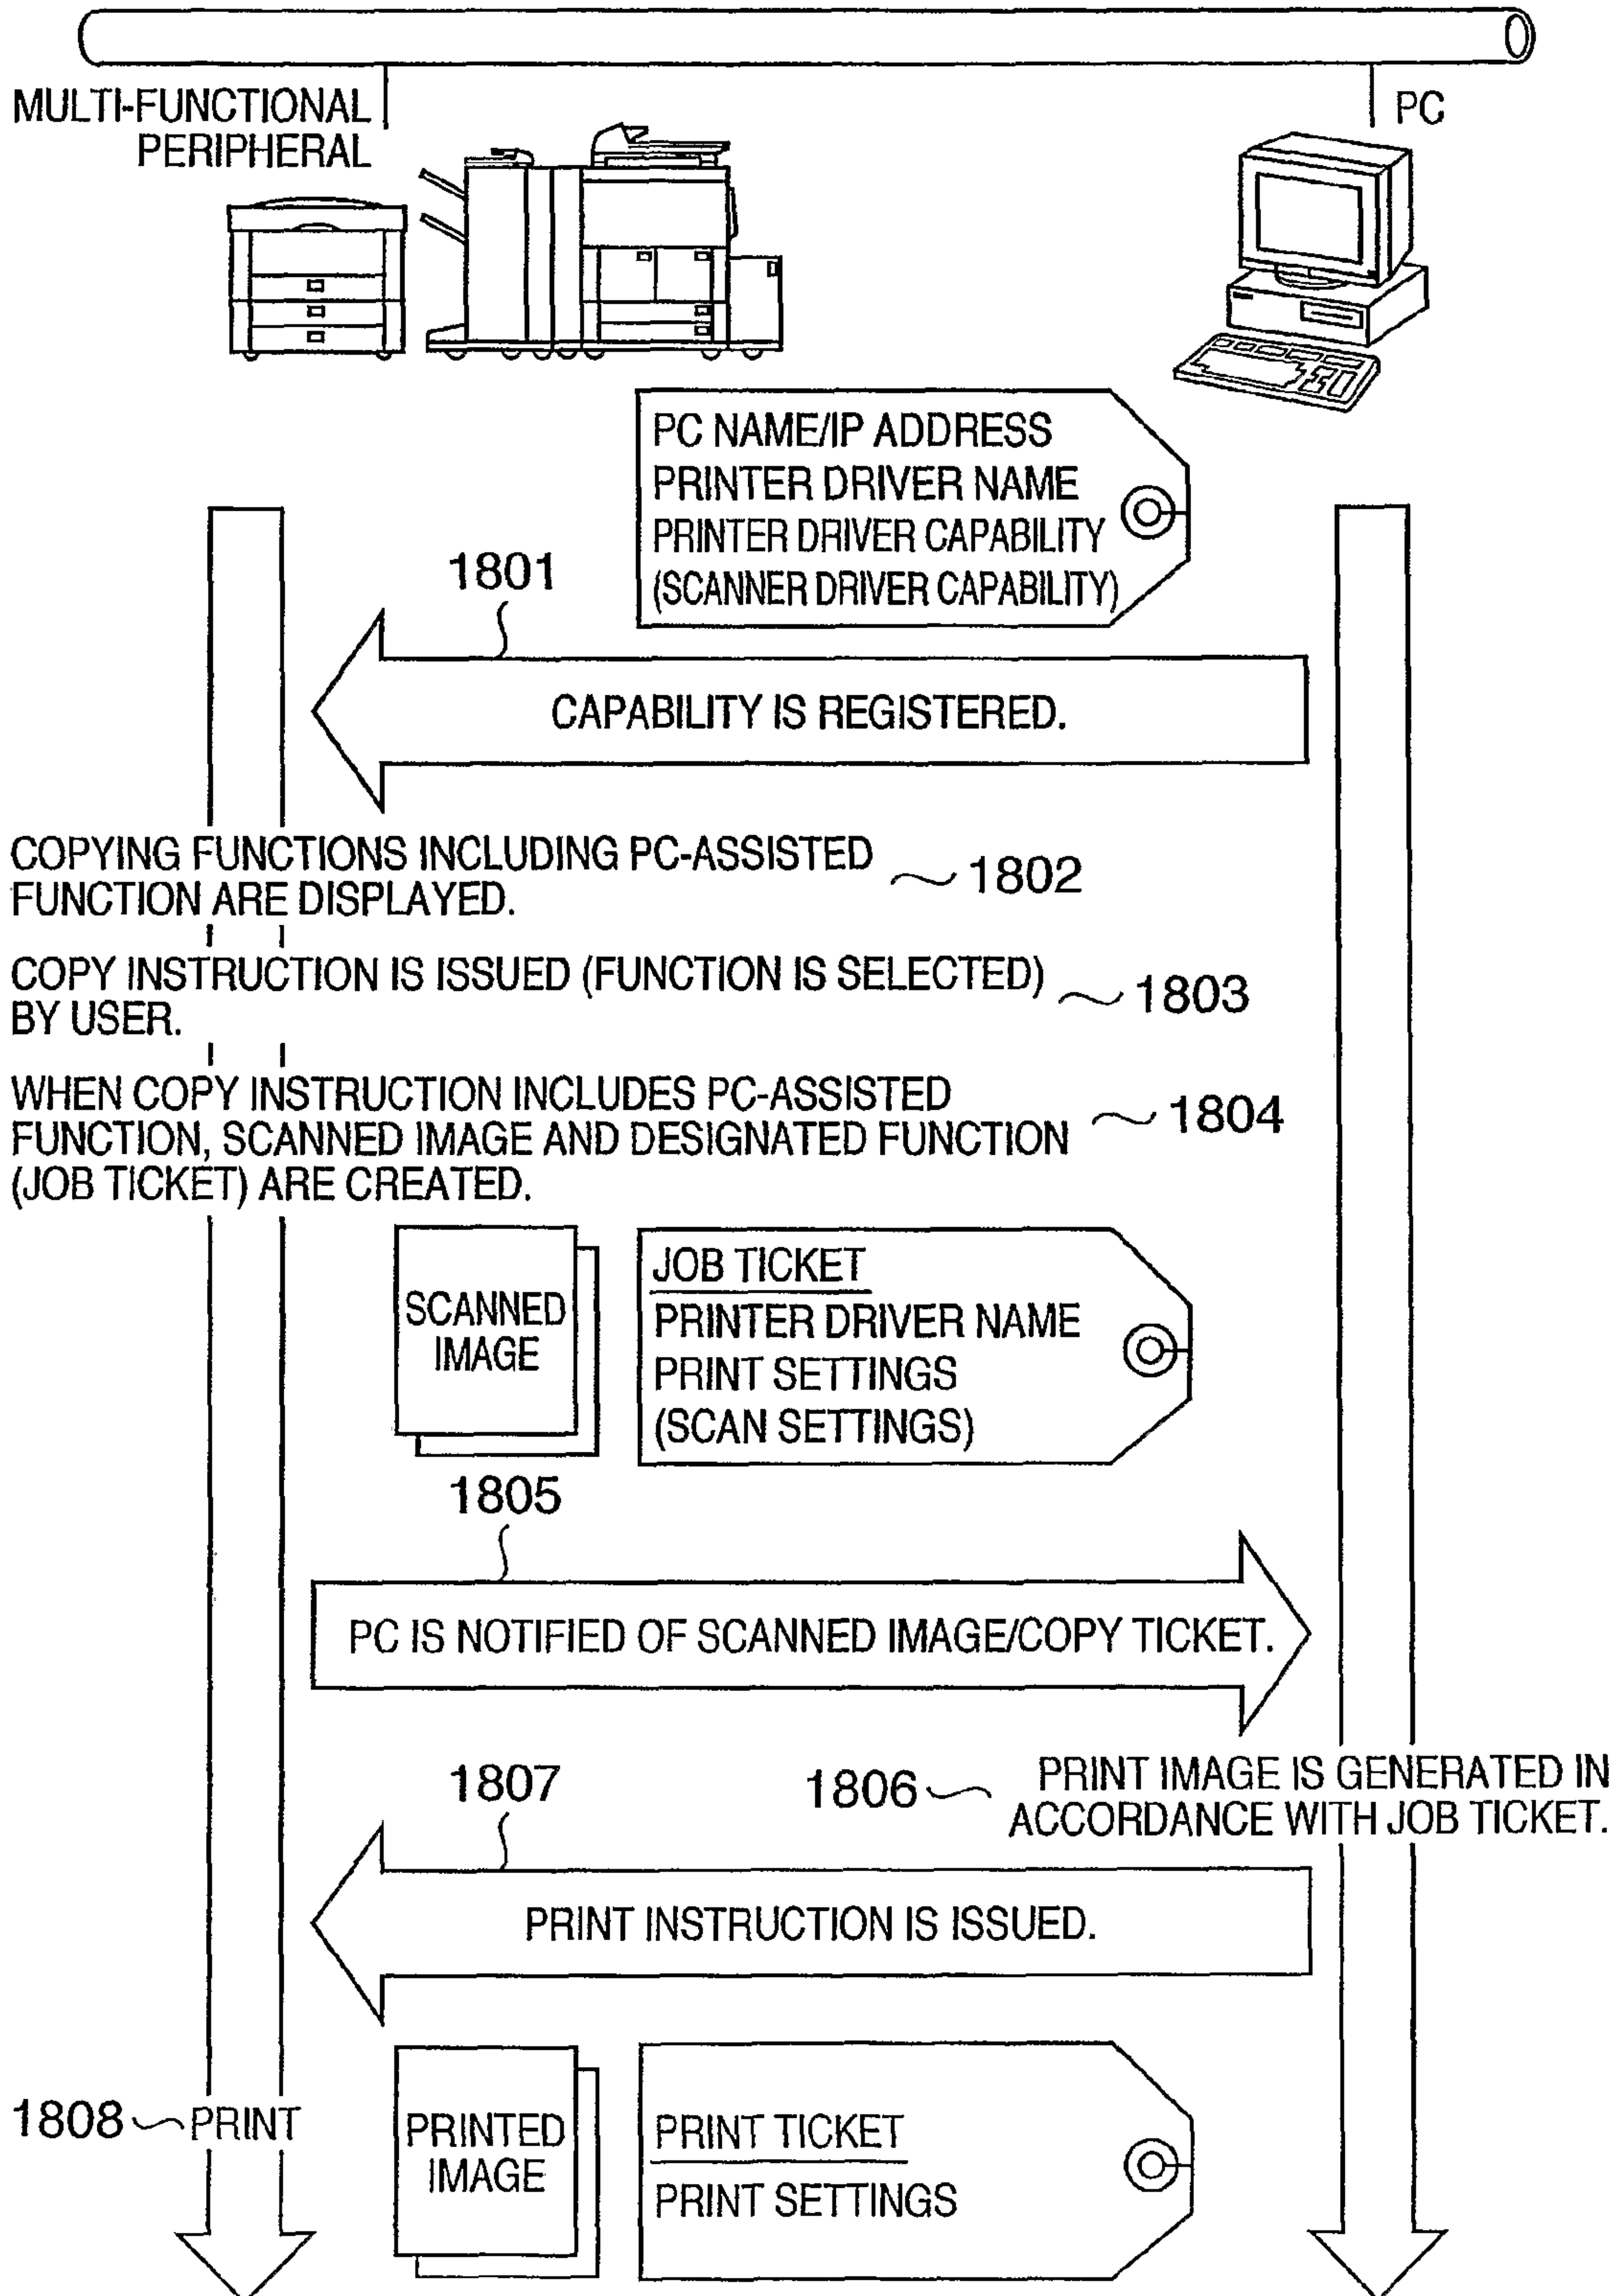 MULTI-FUNCTIONAL
PERIPHERAL
PC
PC NAME/IP ADDRESS
PRINTER DRIVER NAME
PRINTER DRIVER CAPABILITY
(SCANNER DRIVER CAPABILITY)
1801
CAPABILITY IS REGISTERED.
COPYING FUNCTIONS INCLUDING PC-ASSISTED
FUNCTION ARE DISPLAYED.
1802
COPY INSTRUCTION IS ISSUED (FUNCTION IS SELECTED)
BY USER.
1803
WHEN COPY INSTRUCTION INCLUDES PC-ASSISTED
FUNCTION, SCANNED IMAGE AND DESIGNATED FUNCTION
(JOB TICKET) ARE CREATED.
1804
SCANNED
IMAGE
JOB TICKET
PRINTER DRIVER NAME
PRINT SETTINGS
(SCAN SETTINGS)
1805
PC IS NOTIFIED OF SCANNED IMAGE/COPY TICKET.
1806
PRINT IMAGE IS GENERATED IN
ACCORDANCE WITH JOB TICKET.
1807
PRINT INSTRUCTION IS ISSUED.
1808
PRINT
PRINTED
IMAGE
PRINT TICKET
PRINT SETTINGS